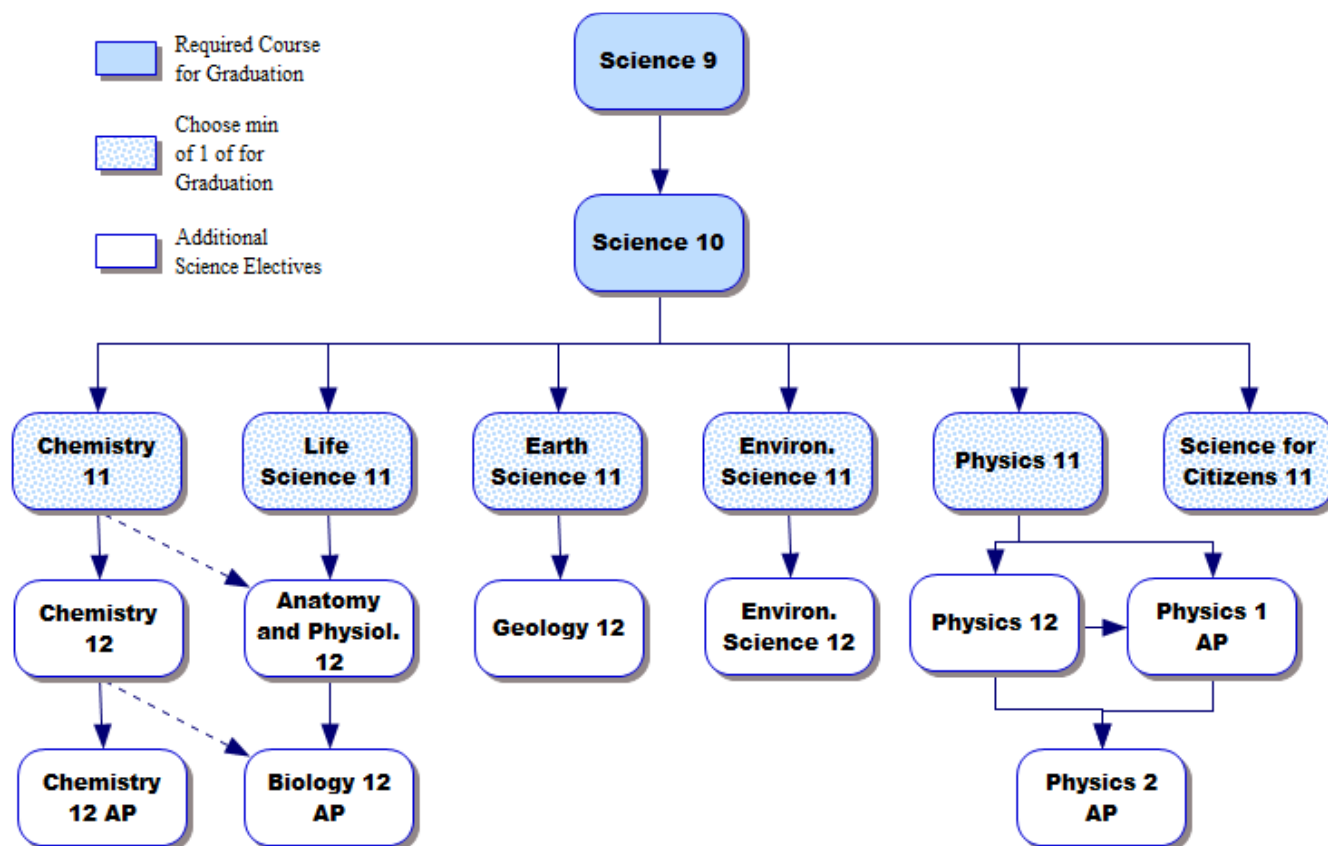 Required Course
for Graduation
Choose min
of 1 of for
Graduation
Additional
Science Electives
Science 9
Science 10
Chemistry
11
Life
Science 11
Earth
Science 11
Environ.
Science 11
Physics 11
Science for
Citizens 11
Chemistry
12
Anatomy
and Physiol.
12
Geology 12
Environ.
Science 12
Physics 12
Physics 1
AP
Chemistry
12 AP
Biology 12
AP
Physics 2
AP